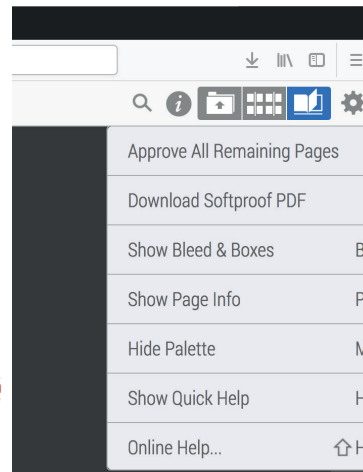 Approve All Remaining Pages
Download Softproof PDF
Show Bleed & Boxes B
Show Page Info P
Hide Palette M
Show Quick Help H
Online Help... ⇧H